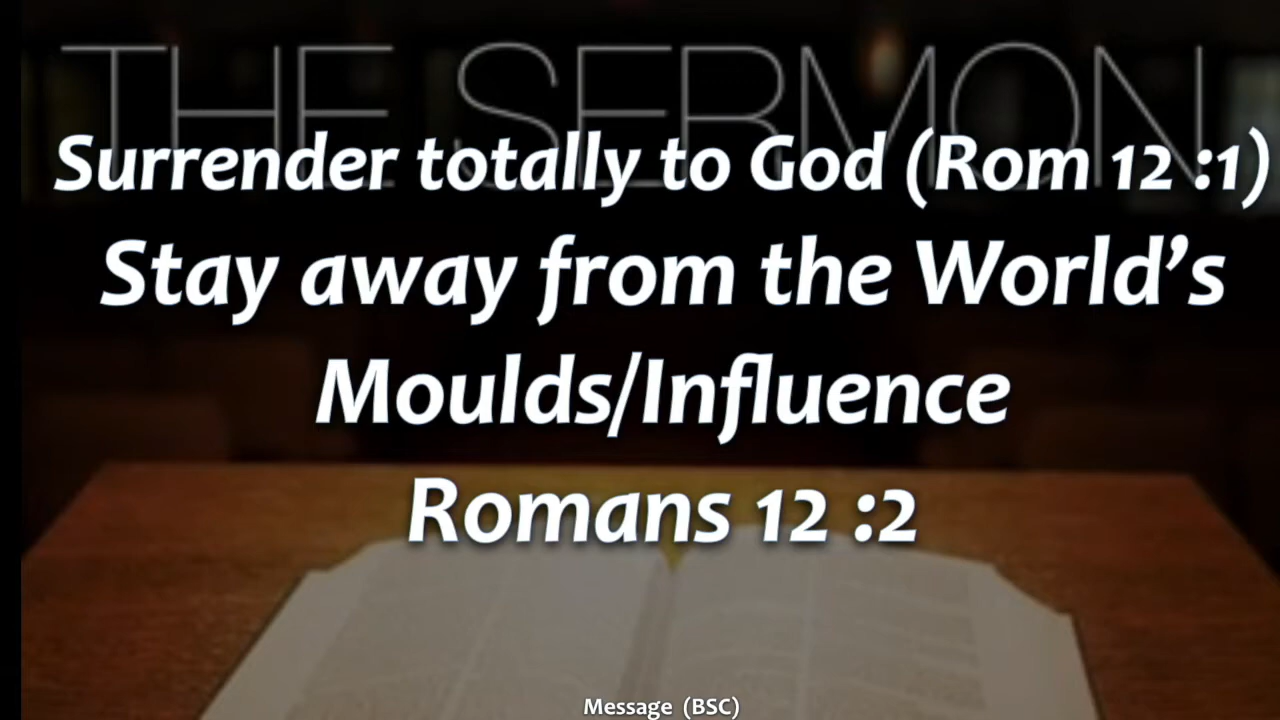 THE SERMON
Surrender totally to God (Rom 12 :1)
Stay away from the World’s
Moulds/Influence
Romans 12 :2
Message (BSC)